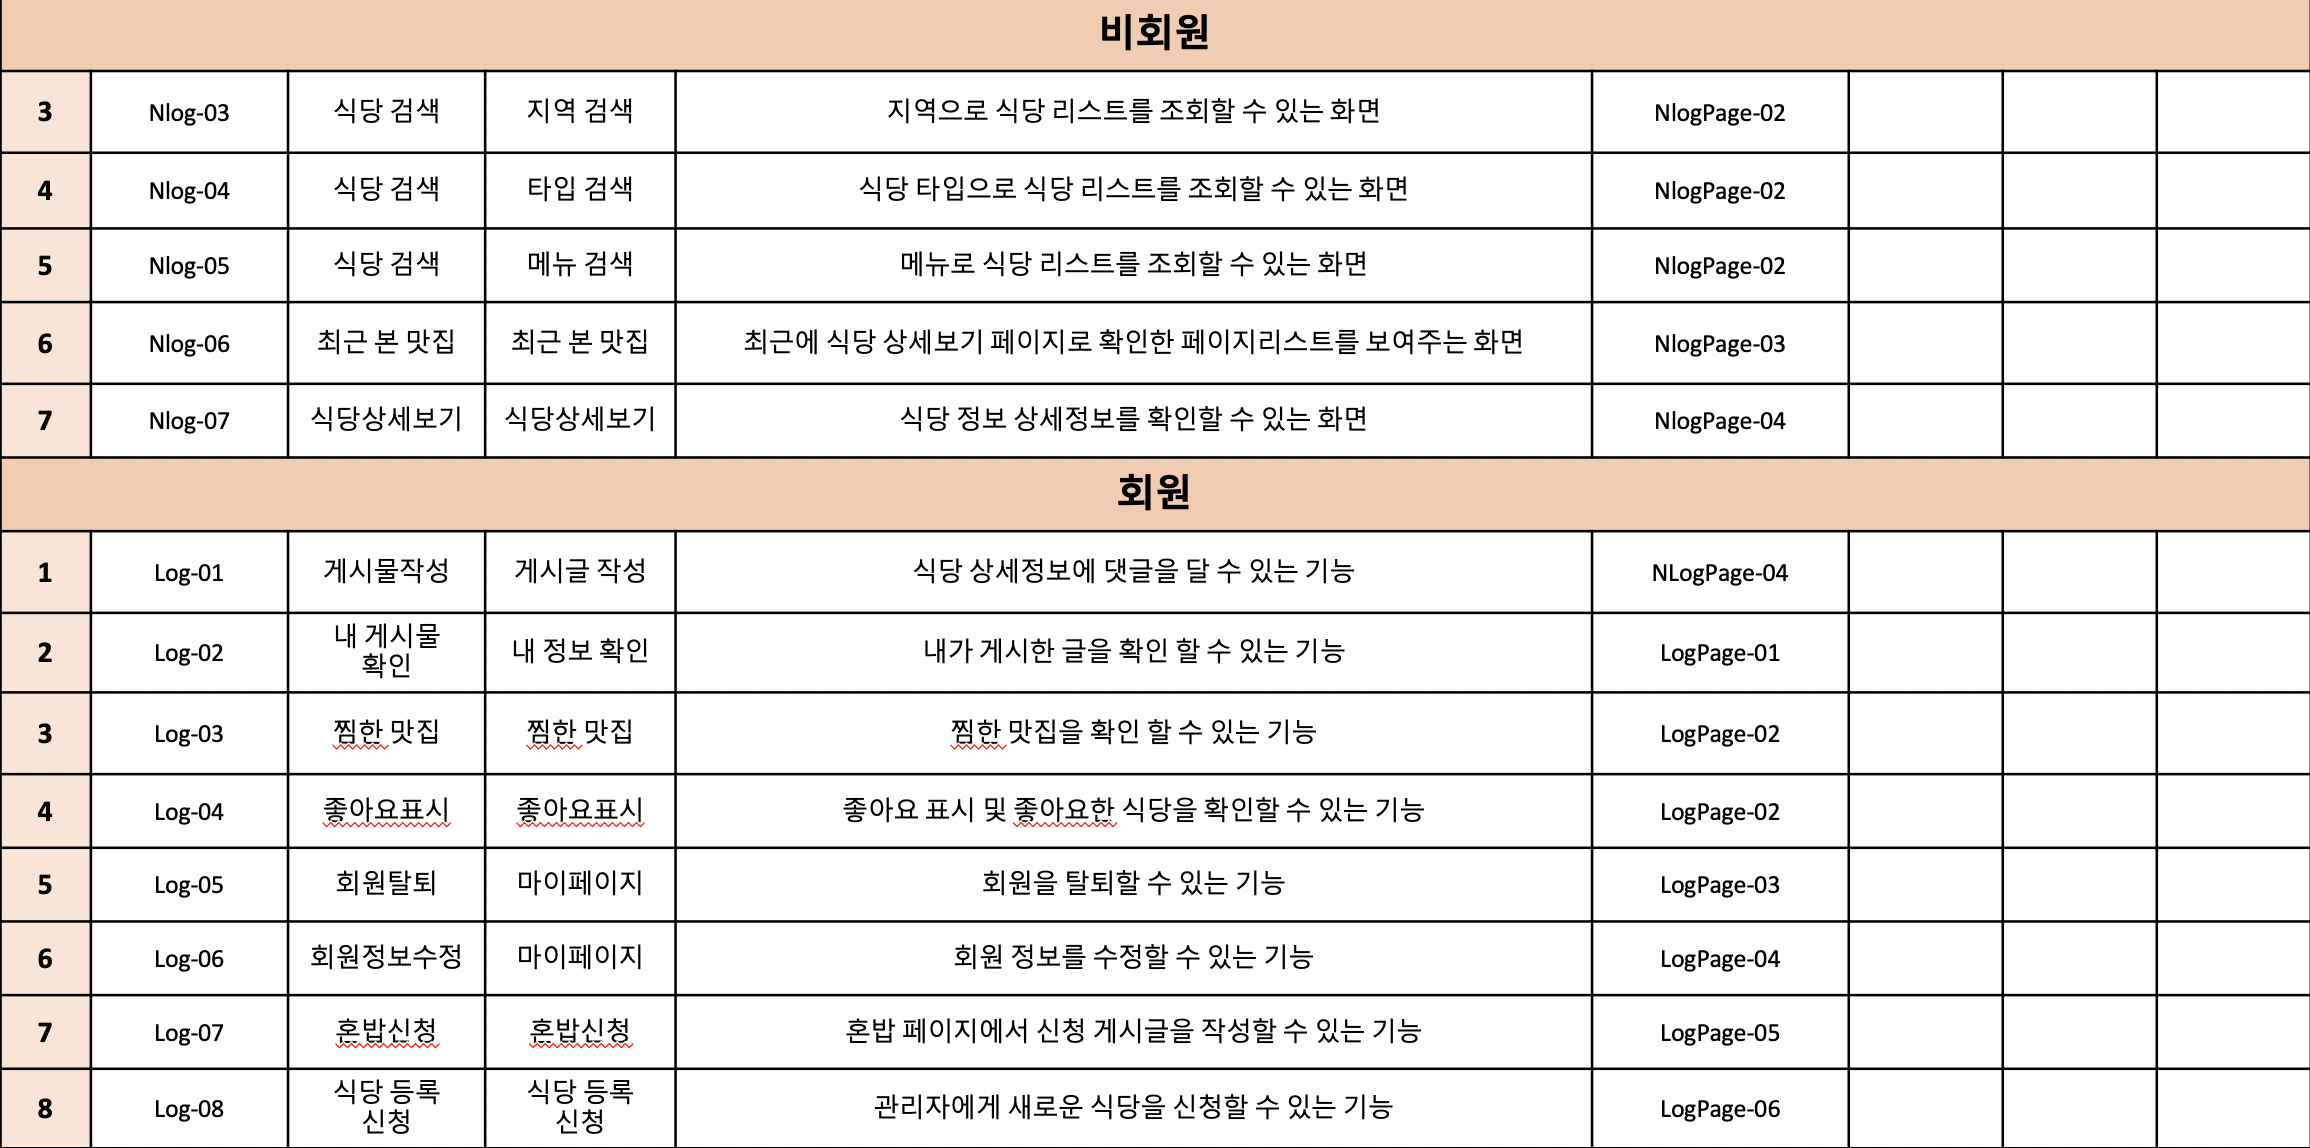 비회원
3 Nlog-03 식당 검색 지역 검색 지역으로 식당 리스트를 조회할 수 있는 화면 NlogPage-02
4 Nlog-04 식당 검색 타입 검색 식당 타입으로 식당 리스트를 조회할 수 있는 화면 NlogPage-02
5 Nlog-05 식당 검색 메뉴 검색 메뉴로 식당 리스트를 조회할 수 있는 화면 NlogPage-02
6 Nlog-06 최근 본 맛집 최근 본 맛집 최근에 식당 상세보기 페이지로 확인한 페이지리스트를 보여주는 화면 NlogPage-03
7 Nlog-07 식당상세보기 식당상세보기 식당 정보 상세정보를 확인할 수 있는 화면 NlogPage-04
회원
1 Log-01 게시물작성 게시글 작성 식당 상세정보에 댓글을 달 수 있는 기능 NLogPage-04
2 Log-02 내 게시물 확인 내 정보 확인 내가 게시한 글을 확인 할 수 있는 기능 LogPage-01
3 Log-03 찜한 맛집 찜한 맛집 찜한 맛집을 확인 할 수 있는 기능 LogPage-02
4 Log-04 좋아요표시 좋아요표시 좋아요 표시 및 좋아요한 식당을 확인할 수 있는 기능 LogPage-02
5 Log-05 회원탈퇴 마이페이지 회원을 탈퇴할 수 있는 기능 LogPage-03
6 Log-06 회원정보수정 마이페이지 회원 정보를 수정할 수 있는 기능 LogPage-04
7 Log-07 혼밥신청 혼밥신청 혼밥 페이지에서 신청 게시글을 작성할 수 있는 기능 LogPage-05
8 Log-08 식당 등록 신청 식당 등록 신청 관리자에게 새로운 식당을 신청할 수 있는 기능 LogPage-06